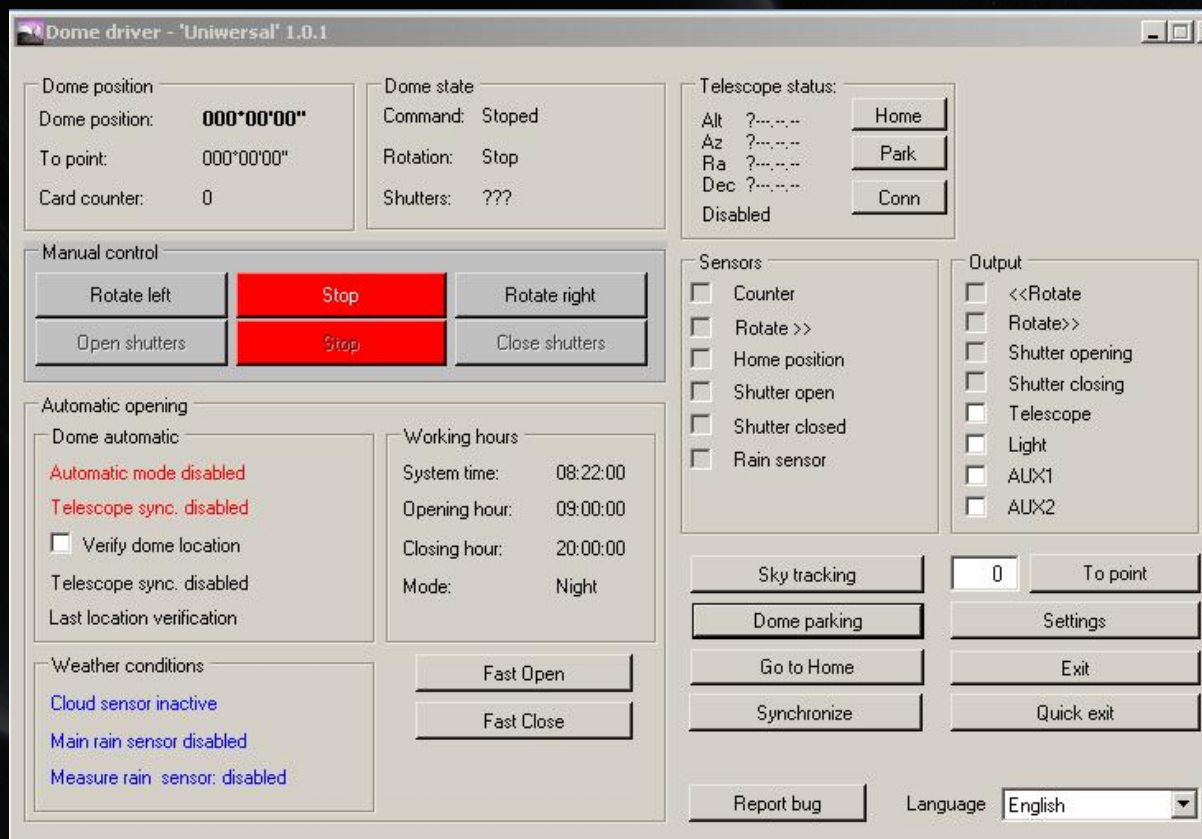 Dome driver - 'Uniwersal' 1.0.1
Dome position
Dome position: 000°00'00"
To point: 000°00'00"
Card counter: 0
Dome state
Command: Stoped
Rotation: Stop
Shutters: ???
Telescope status:
Alt ?---.--.--
Az ?---.--.--
Ra ?---.--.--
Dec ?---.--.--
Disabled
Home
Park
Conn
Manual control
Rotate left Stop Rotate right
Open shutters Stop Close shutters
Sensors
Counter
Rotate >>
Home position
Shutter open
Shutter closed
Rain sensor
Output
<<Rotate
Rotate>>
Shutter opening
Shutter closing
Telescope
Light
AUX1
AUX2
Automatic opening
Dome automatic
Automatic mode disabled
Telescope sync. disabled
Verify dome location
Telescope sync. disabled
Last location verification
Working hours
System time: 08:22:00
Opening hour: 09:00:00
Closing hour: 20:00:00
Mode: Night
Weather conditions
Cloud sensor inactive
Main rain sensor disabled
Measure rain sensor: disabled
Fast Open
Fast Close
Sky tracking 0 To point
Dome parking Settings
Go to Home Exit
Synchronize Quick exit
Report bug Language English